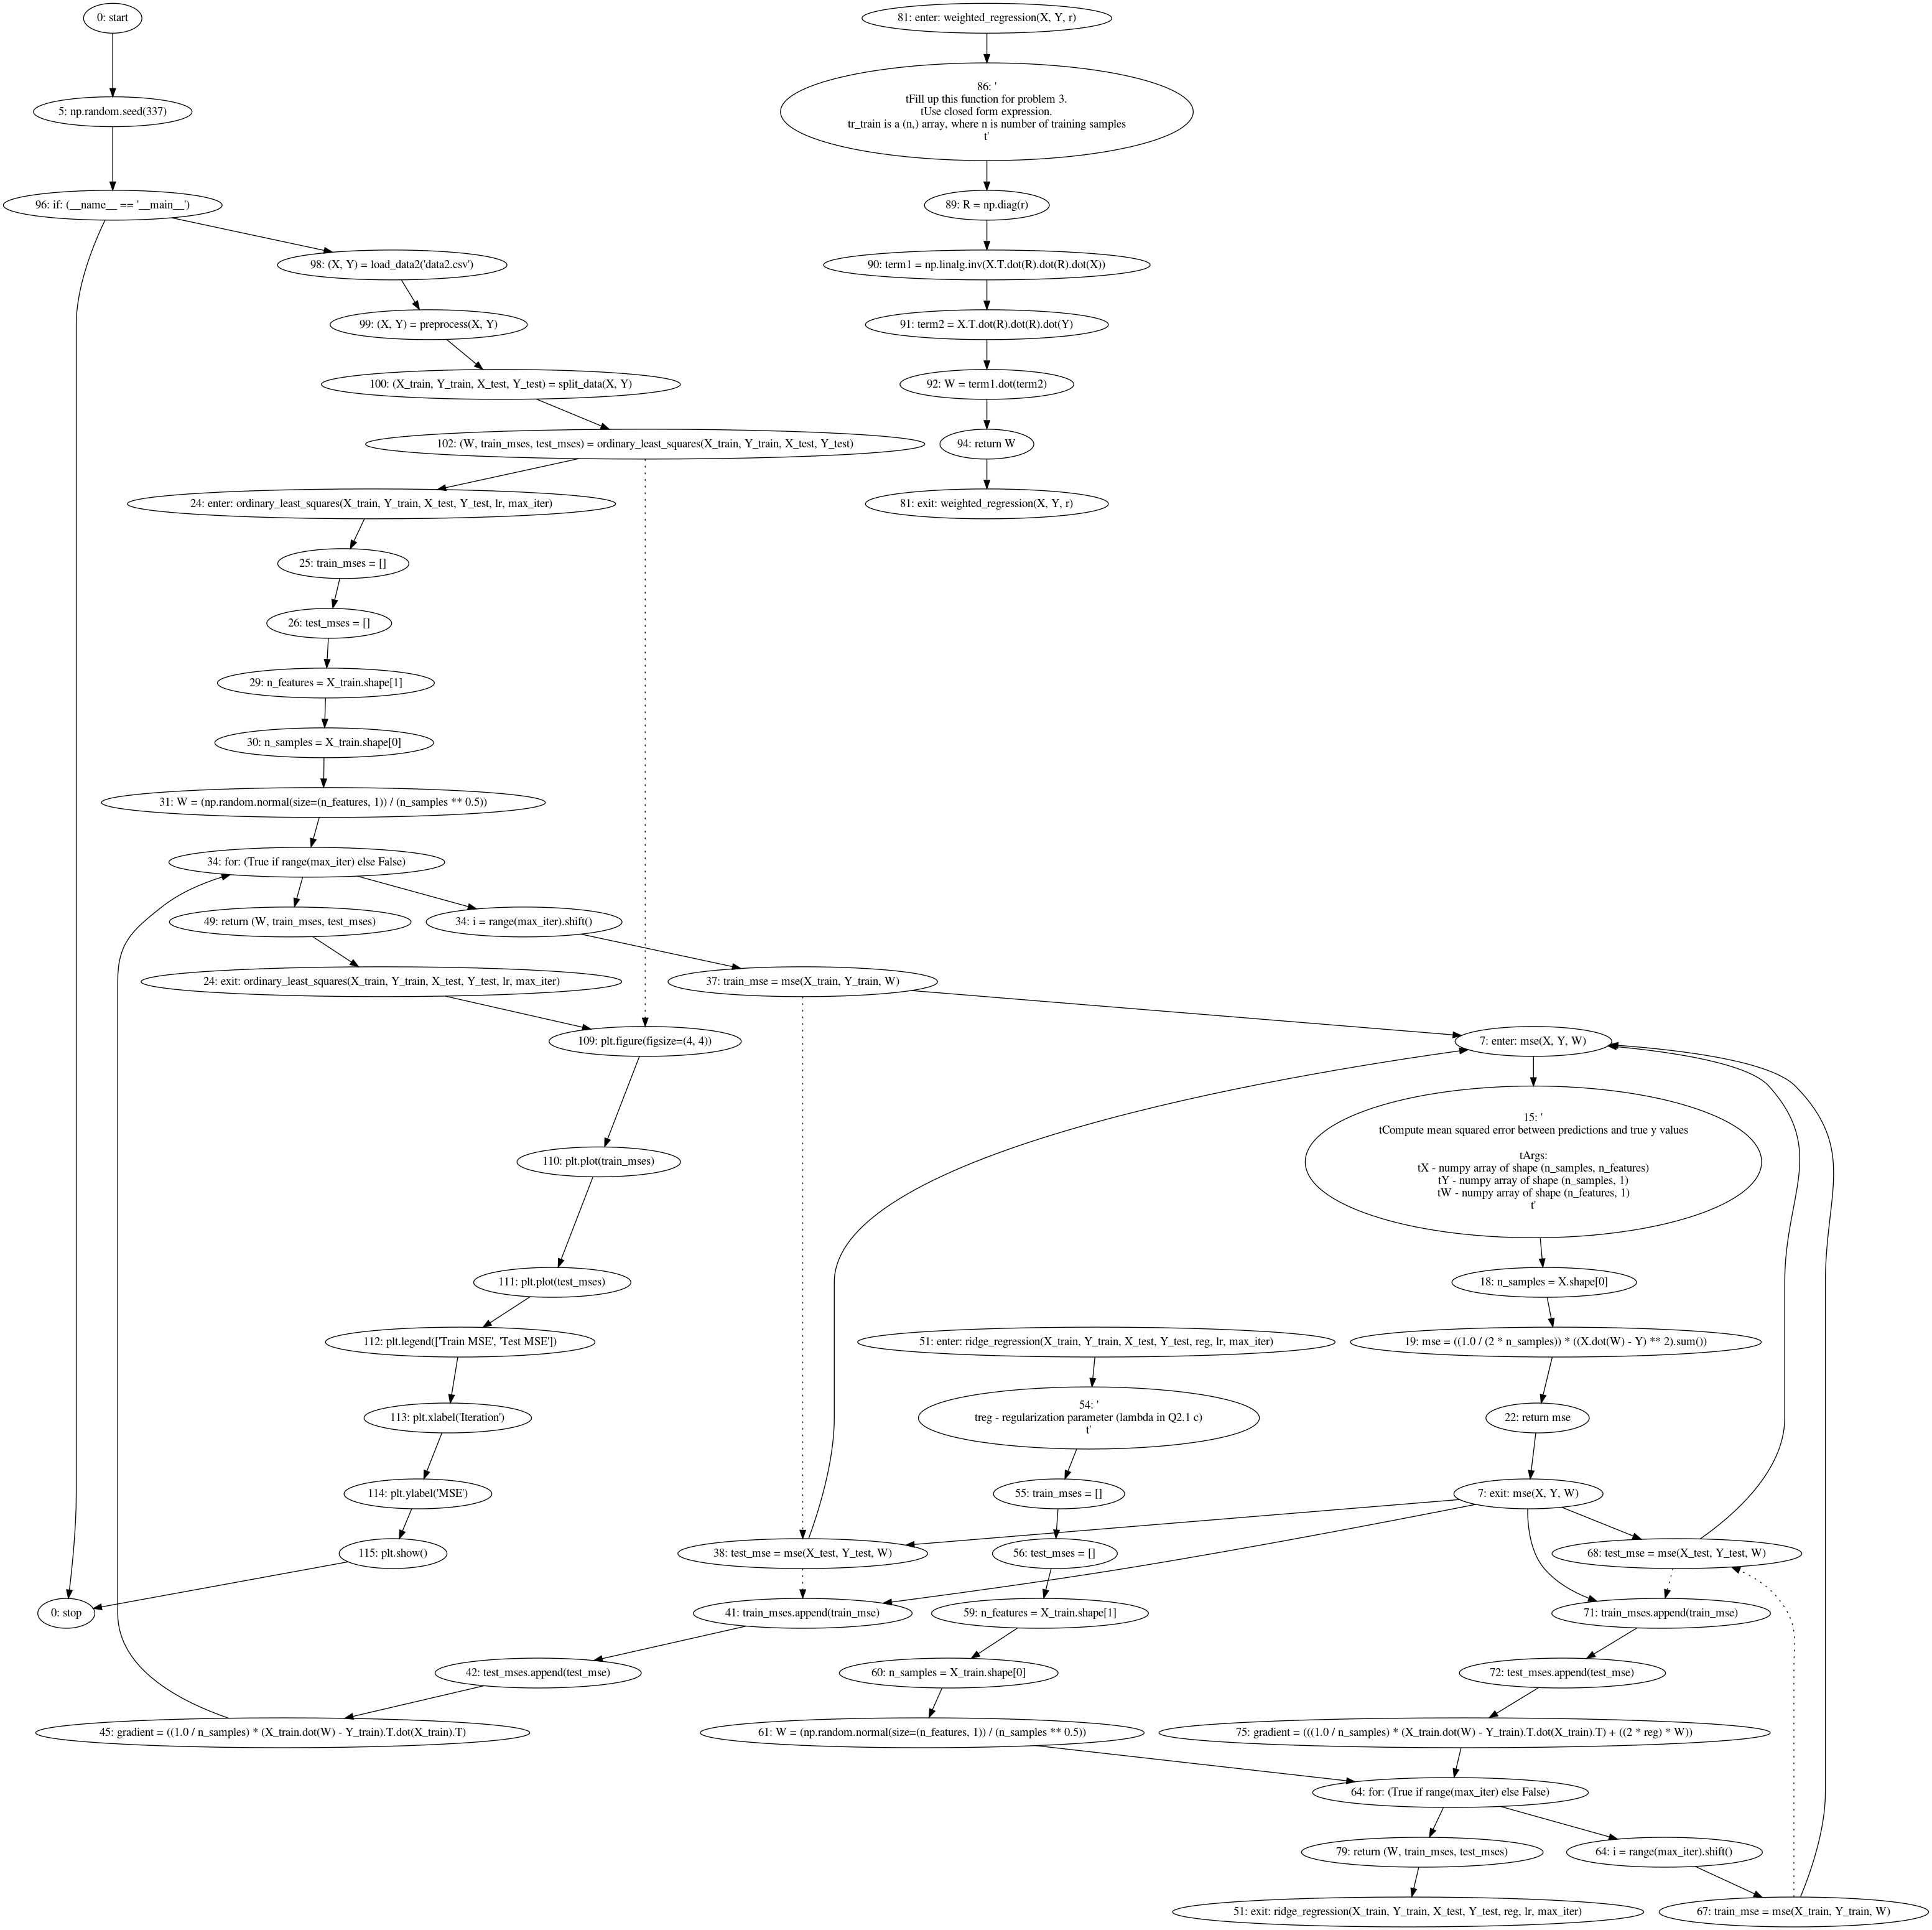 0: start
5: np.random.seed(337)
96: if: (__name__ == '__main__')
98: (X, Y) = load_data2('data2.csv')
99: (X, Y) = preprocess(X, Y)
100: (X_train, Y_train, X_test, Y_test) = split_data(X, Y)
102: (W, train_mses, test_mses) = ordinary_least_squares(X_train, Y_train, X_test, Y_test)
24: enter: ordinary_least_squares(X_train, Y_train, X_test, Y_test, lr, max_iter)
25: train_mses = []
26: test_mses = []
29: n_features = X_train.shape[1]
30: n_samples = X_train.shape[0]
31: W = (np.random.normal(size=(n_features, 1)) / (n_samples ** 0.5))
34: for: (True if range(max_iter) else False)
49: return (W, train_mses, test_mses)
34: i = range(max_iter).shift()
24: exit: ordinary_least_squares(X_train, Y_train, X_test, Y_test, lr, max_iter)
37: train_mse = mse(X_train, Y_train, W)
109: plt.figure(figsize=(4, 4))
110: plt.plot(train_mses)
111: plt.plot(test_mses)
112: plt.legend(['Train MSE', 'Test MSE'])
113: plt.xlabel('Iteration')
114: plt.ylabel('MSE')
115: plt.show()
0: stop
38: test_mse = mse(X_test, Y_test, W)
41: train_mses.append(train_mse)
42: test_mses.append(test_mse)
45: gradient = ((1.0 / n_samples) * (X_train.dot(W) - Y_train).T.dot(X_train).T)
81: enter: weighted_regression(X, Y, r)
86: '
tFill up this function for problem 3.
tUse closed form expression.
tr_train is a (n,) array, where n is number of training samples
t'
89: R = np.diag(r)
90: term1 = np.linalg.inv(X.T.dot(R).dot(R).dot(X))
91: term2 = X.T.dot(R).dot(R).dot(Y)
92: W = term1.dot(term2)
94: return W
81: exit: weighted_regression(X, Y, r)
7: enter: mse(X, Y, W)
15: '
tCompute mean squared error between predictions and true y values
tArgs:
tX - numpy array of shape (n_samples, n_features)
tY - numpy array of shape (n_samples, 1)
tW - numpy array of shape (n_features, 1)
t'
18: n_samples = X.shape[0]
19: mse = ((1.0 / (2 * n_samples)) * ((X.dot(W) - Y) ** 2).sum())
22: return mse
7: exit: mse(X, Y, W)
51: enter: ridge_regression(X_train, Y_train, X_test, Y_test, reg, lr, max_iter)
54: '
treg - regularization parameter (lambda in Q2.1 c)
t'
55: train_mses = []
56: test_mses = []
59: n_features = X_train.shape[1]
60: n_samples = X_train.shape[0]
61: W = (np.random.normal(size=(n_features, 1)) / (n_samples ** 0.5))
68: test_mse = mse(X_test, Y_test, W)
71: train_mses.append(train_mse)
72: test_mses.append(test_mse)
75: gradient = (((1.0 / n_samples) * (X_train.dot(W) - Y_train).T.dot(X_train).T) + ((2 * reg) * W))
64: for: (True if range(max_iter) else False)
79: return (W, train_mses, test_mses)
64: i = range(max_iter).shift()
51: exit: ridge_regression(X_train, Y_train, X_test, Y_test, reg, lr, max_iter)
67: train_mse = mse(X_train, Y_train, W)